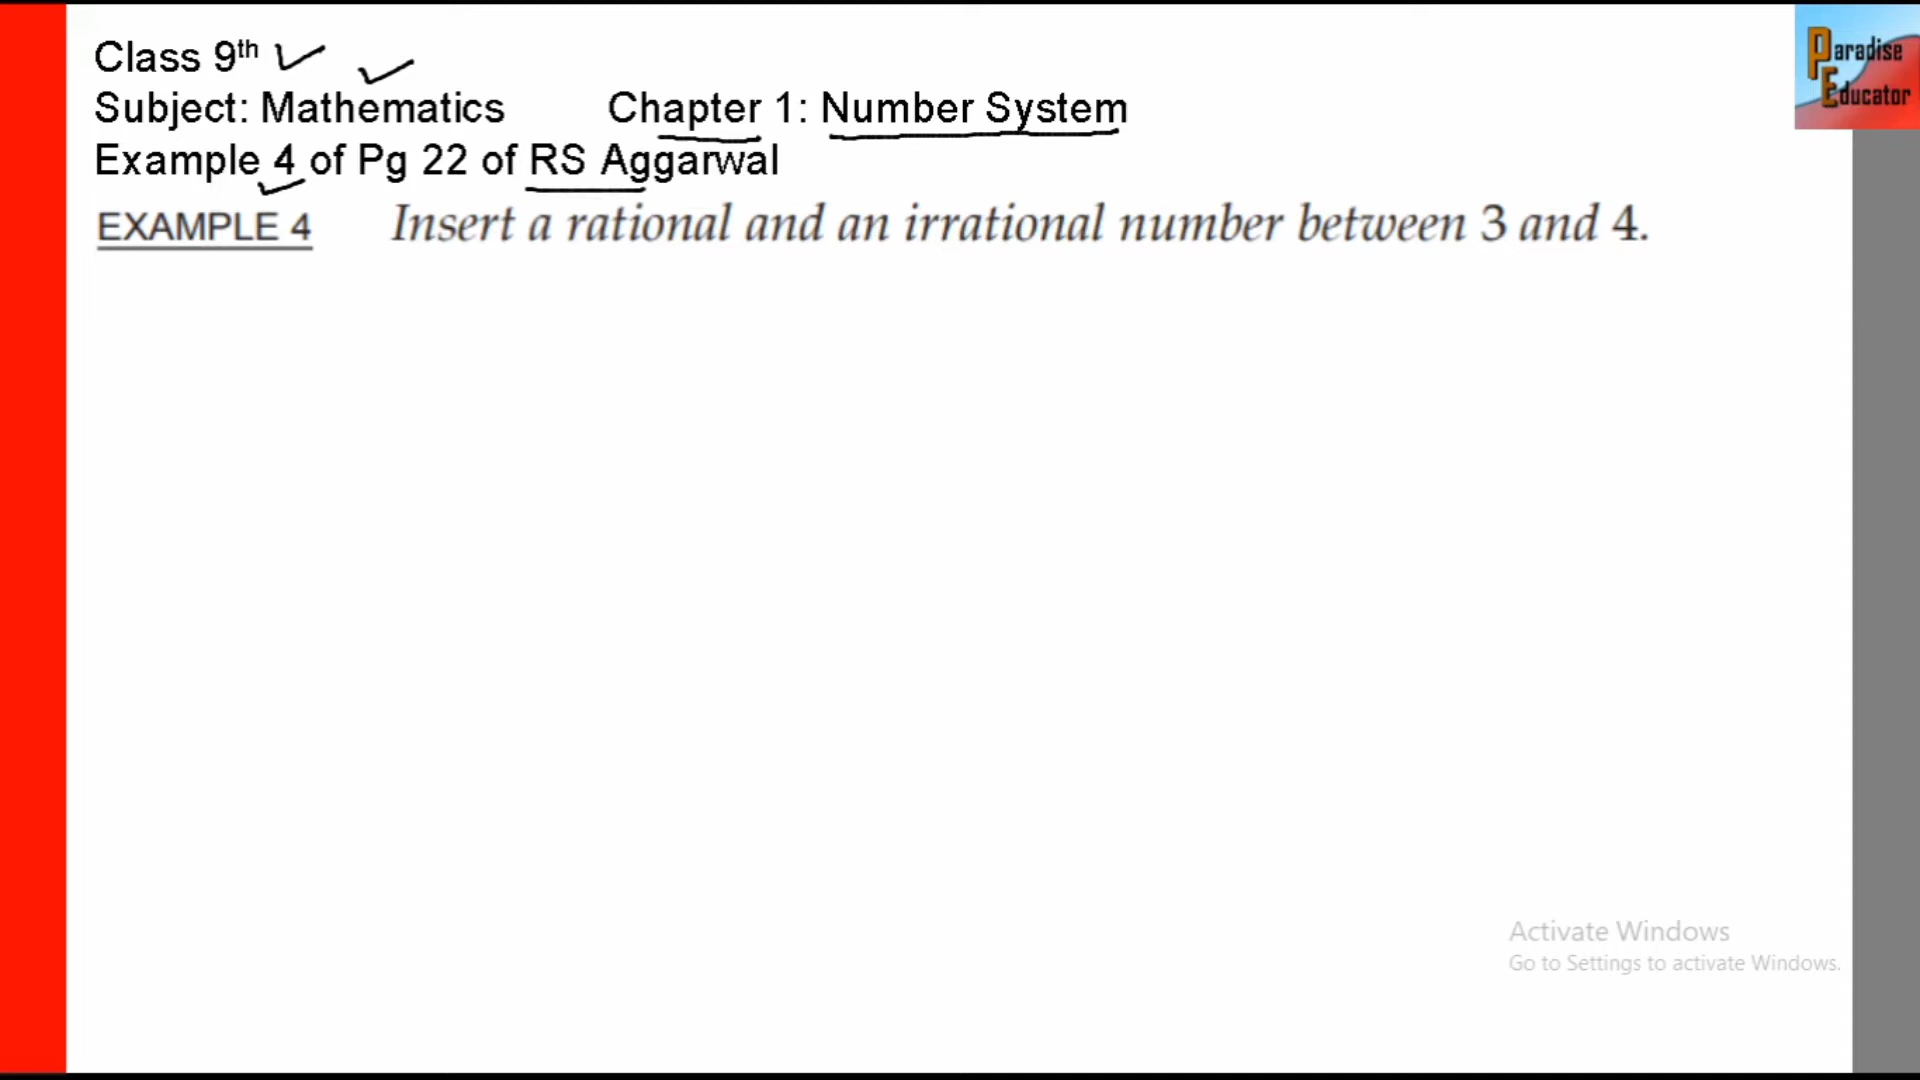 Class 9th
Subject: Mathematics Chapter 1: Number System
Example 4 of Pg 22 of RS Aggarwal
EXAMPLE 4 Insert a rational and an irrational number between 3 and 4.
Paradise
Educator
Activate Windows
Go to Settings to activate Windows.